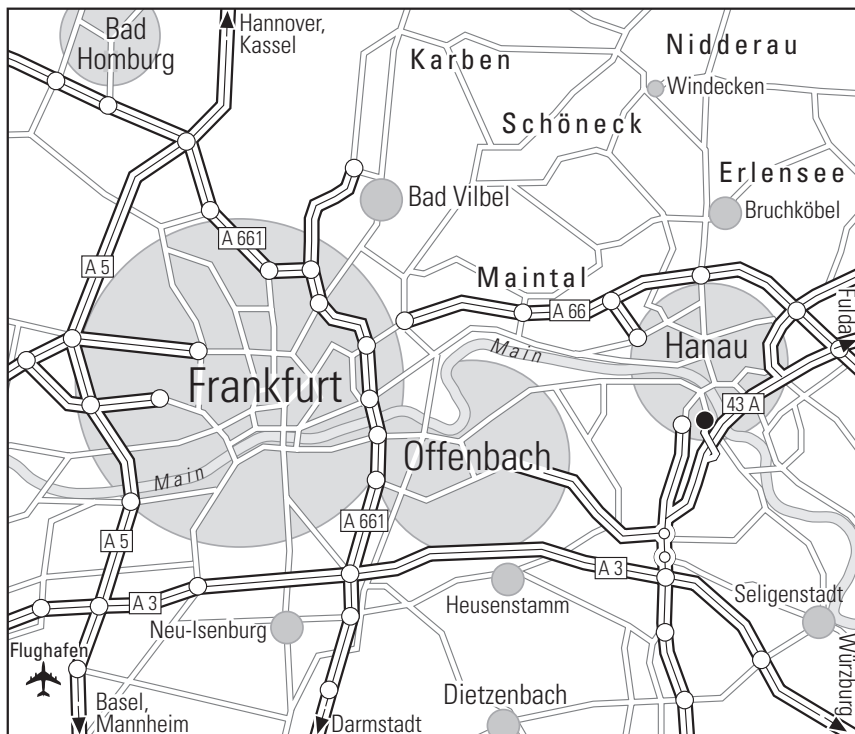 Bad
Homburg
Hannover,
Kassel
Karben
Nidderau
Windecken
Schöneck
Erlensee
Bad Vilbel
Bruchköbel
A 661
A 5
Maintal
A 66
Fulda
Main
Hanau
Frankfurt
43 A
Offenbach
Main
A 661
A 5
A 3
A 3
Heusenstamm
Seligenstadt
Neu-Isenburg
Flughafen
Würzburg
Basel,
Mannheim
Darmstadt
Dietzenbach